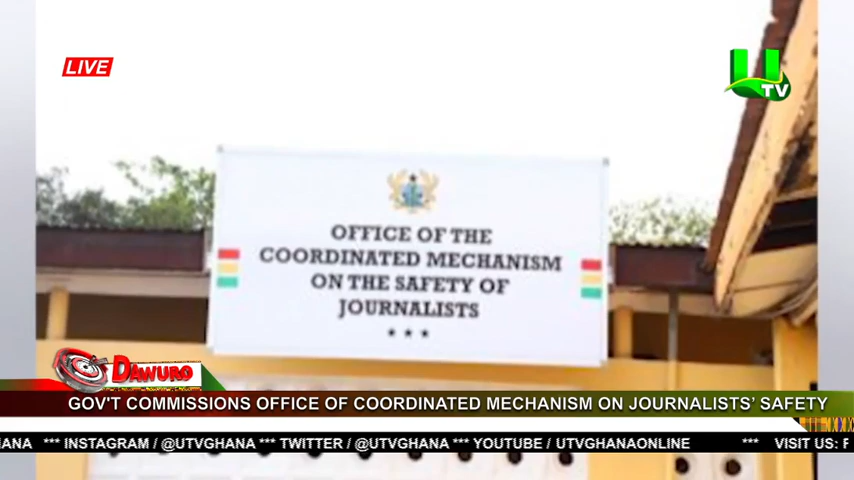 LIVE
U
TV
OFFICE OF THE
COORDINATED MECHANISM
ON THE SAFETY OF
JOURNALISTS
DAWURO
GOV'T COMMISSIONS OFFICE OF COORDINATED MECHANISM ON JOURNALISTS' SAFETY
ANA *** INSTAGRAM / @UTVGHANA *** TWITTER / @UTVGHANA *** YOUTUBE / UTVGHANAONLINE *** VISIT US: F